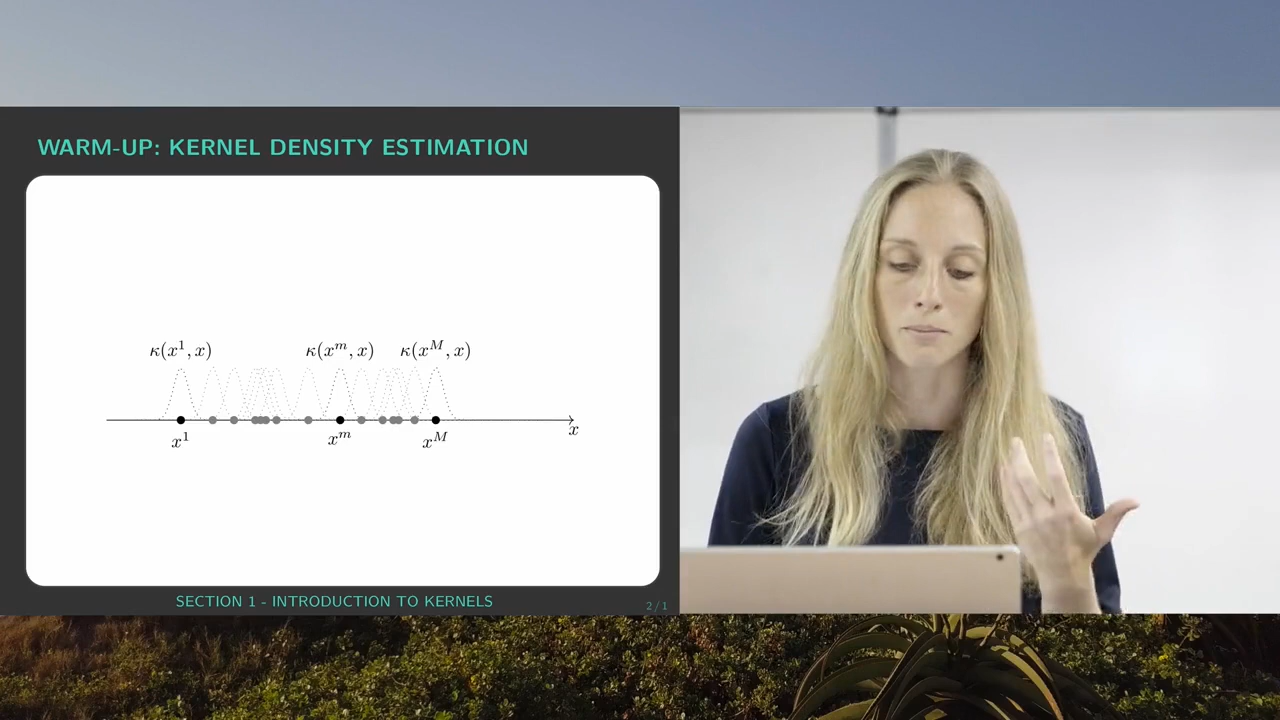 WARM-UP: KERNEL DENSITY ESTIMATION
κ(x¹, x) κ(xᵐ, x) κ(xᴹ, x)
x
x¹ xᵐ xᴹ
SECTION 1 - INTRODUCTION TO KERNELS
2 / 1